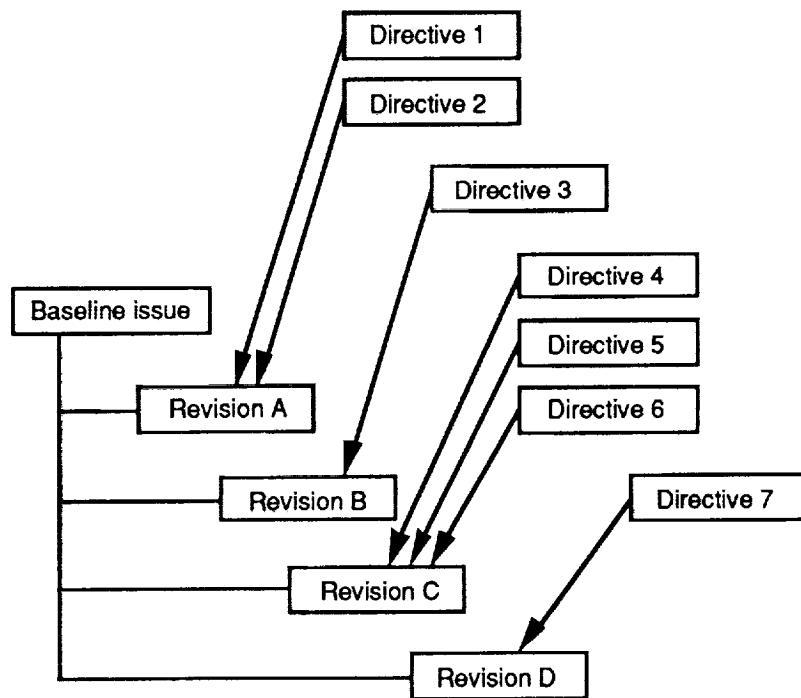 Directive 1
Directive 2
Directive 3
Directive 4
Baseline issue
Directive 5
Revision A
Directive 6
Revision B
Directive 7
Revision C
Revision D